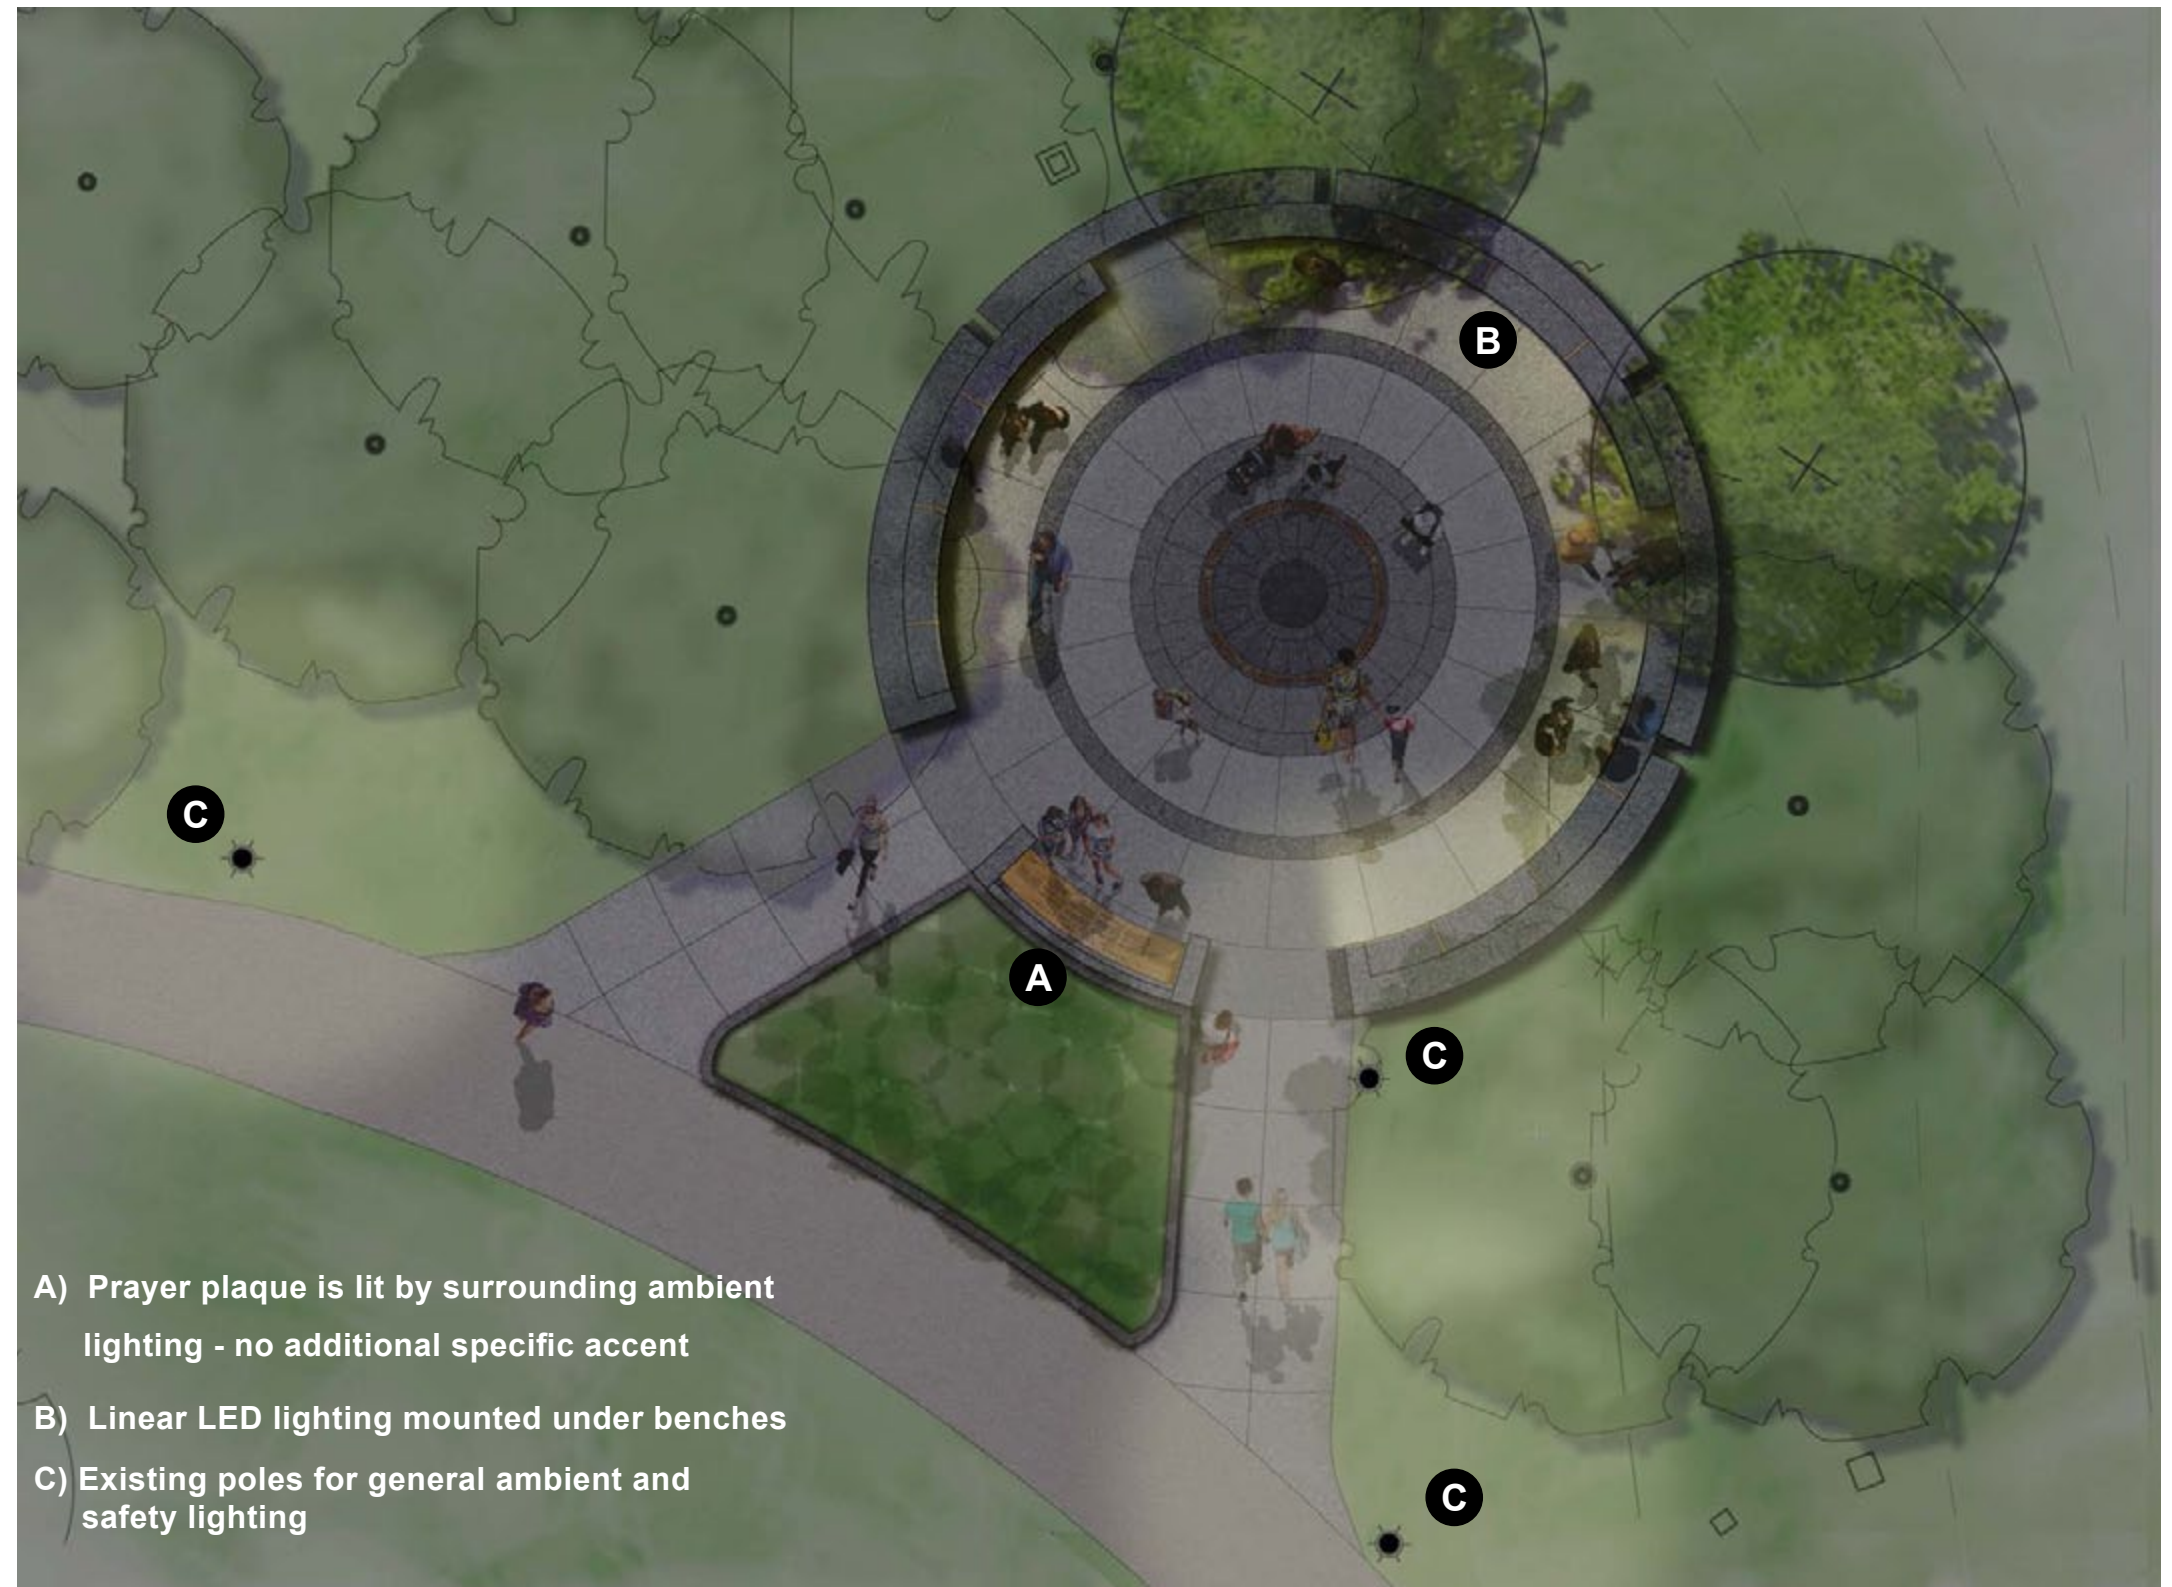 B
C
A
C
C
A) Prayer plaque is lit by surrounding ambient
lighting - no additional specific accent
B) Linear LED lighting mounted under benches
C) Existing poles for general ambient and
safety lighting